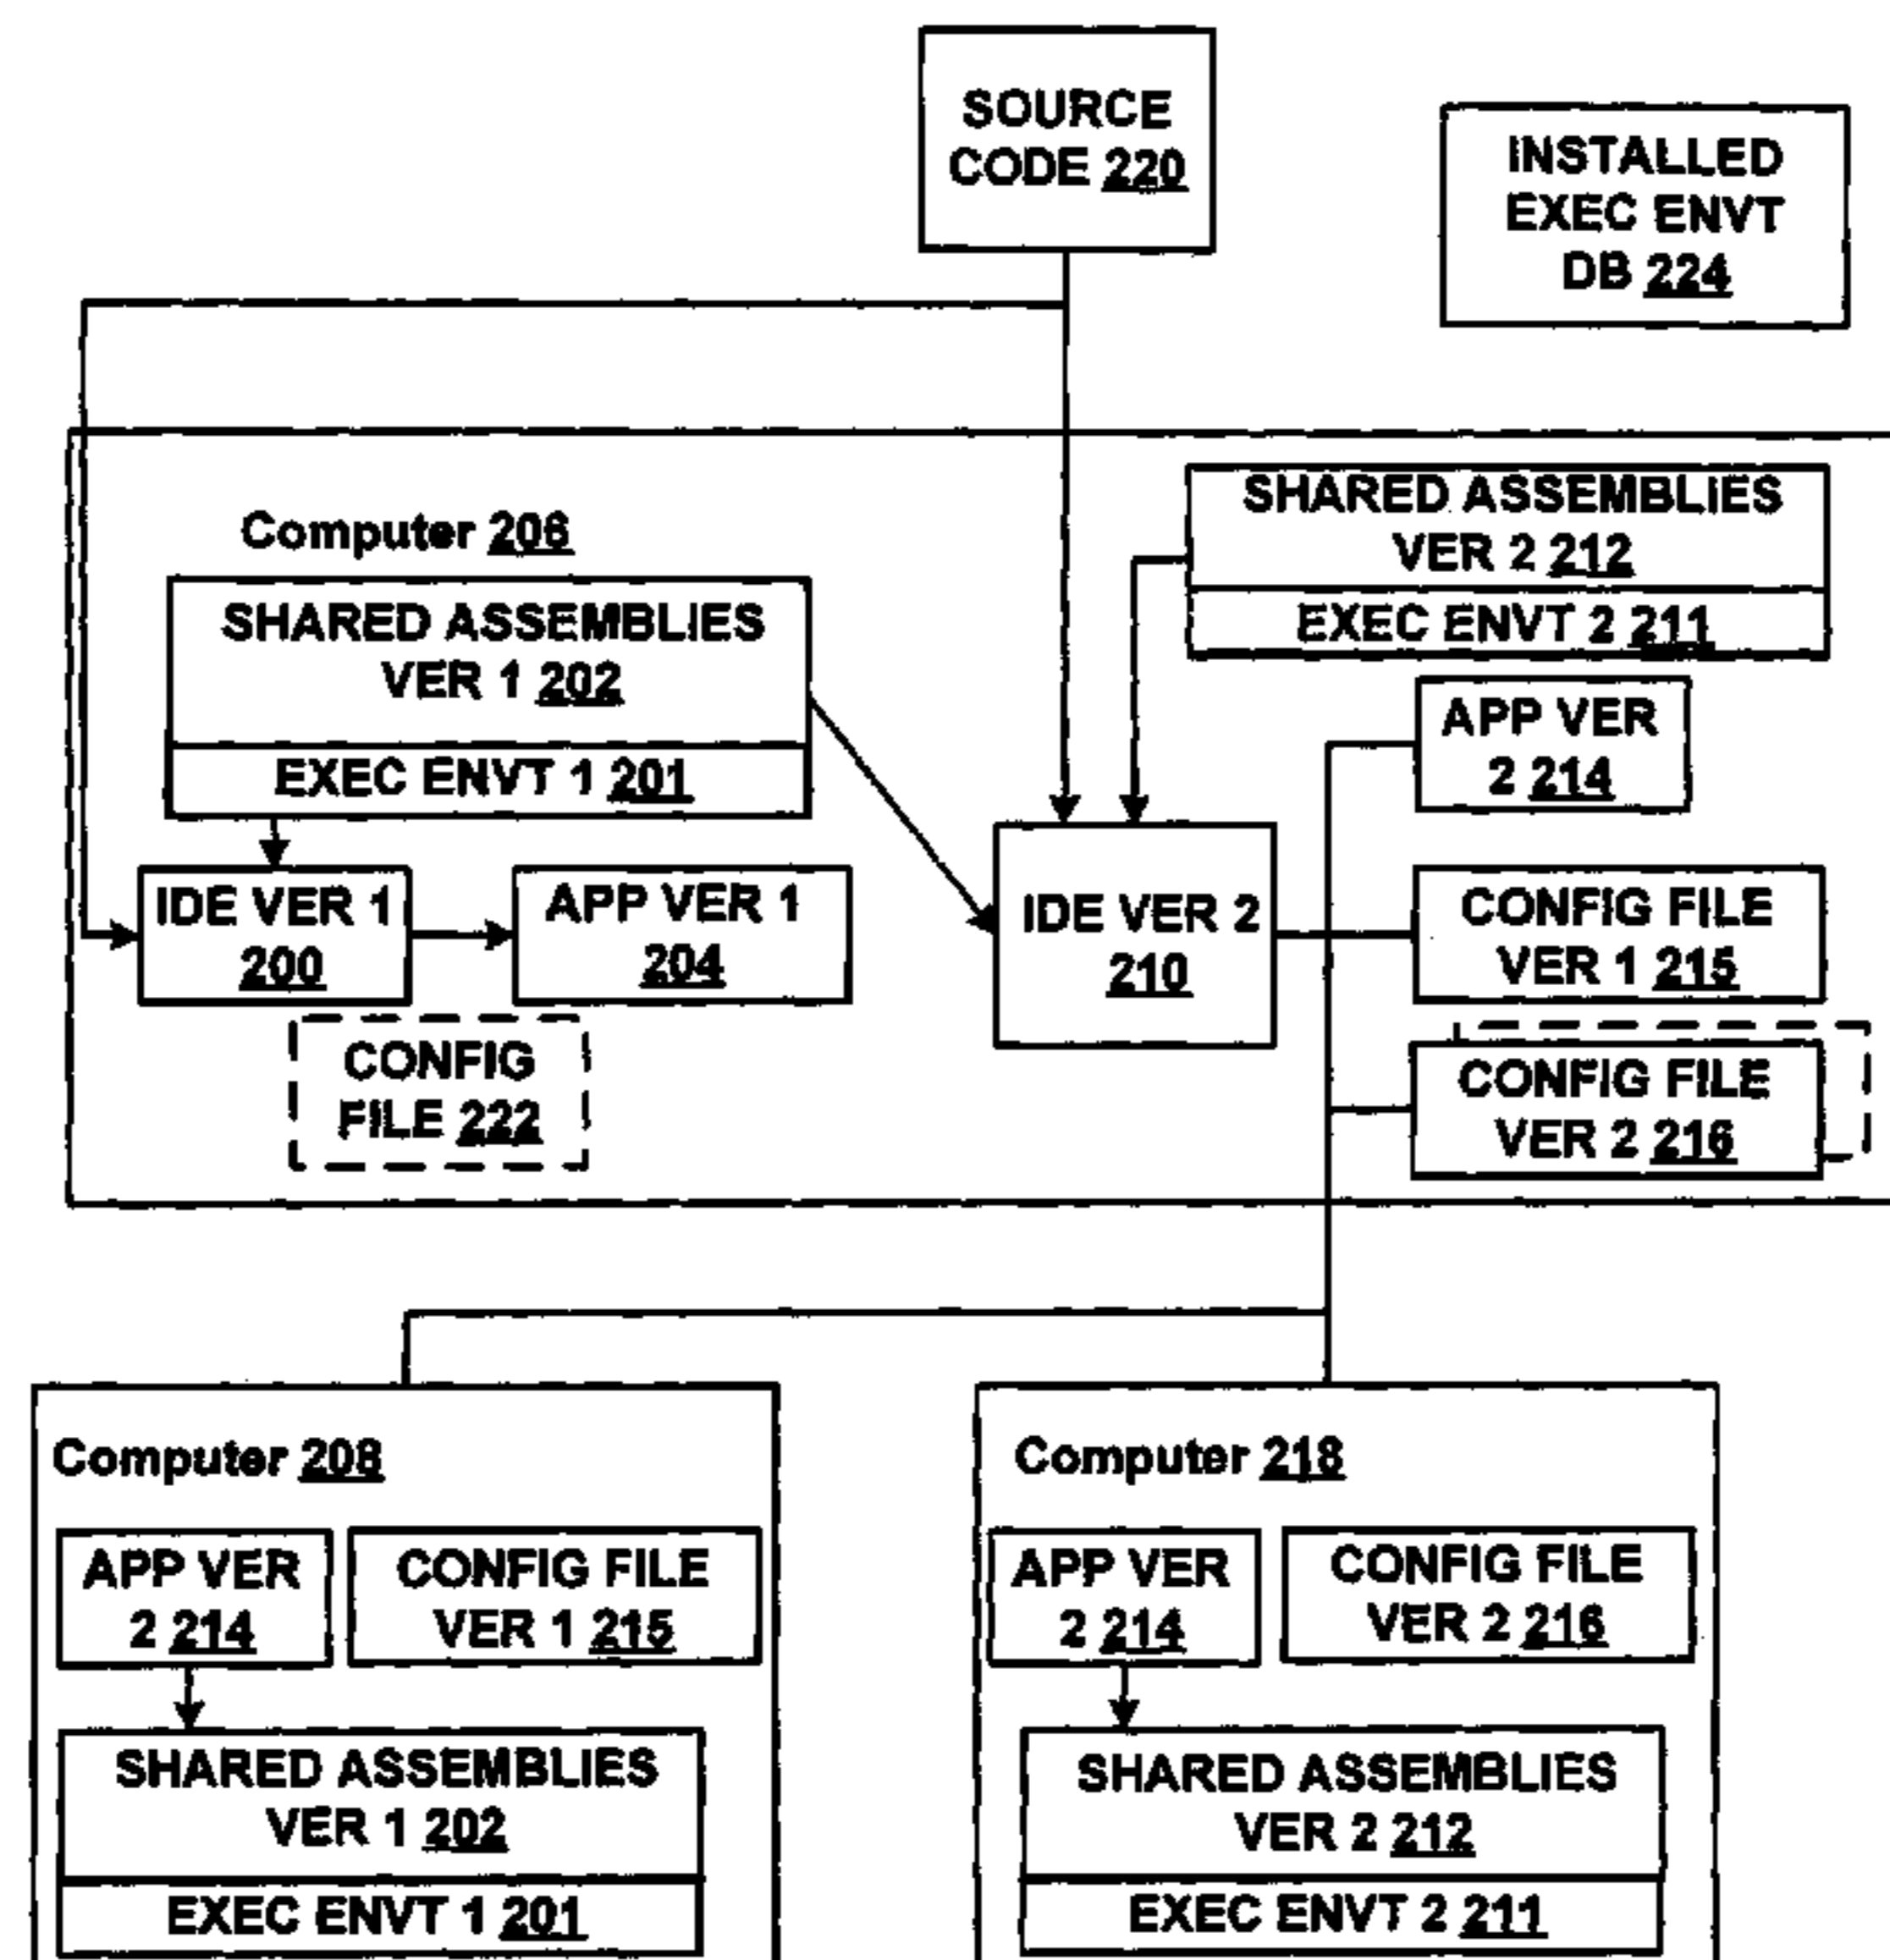 SOURCE
CODE 220
INSTALLED
EXEC ENVT
DB 224
Computer 206
SHARED ASSEMBLIES
VER 1 202
EXEC ENVT 1 201
SHARED ASSEMBLIES
VER 2 212
EXEC ENVT 2 211
APP VER
2 214
IDE VER 1
200
APP VER 1
204
IDE VER 2
210
CONFIG FILE
VER 1 215
CONFIG
FILE 222
CONFIG FILE
VER 2 216
Computer 208
APP VER
2 214
CONFIG FILE
VER 1 215
SHARED ASSEMBLIES
VER 1 202
EXEC ENVT 1 201
Computer 218
APP VER
2 214
CONFIG FILE
VER 2 216
SHARED ASSEMBLIES
VER 2 212
EXEC ENVT 2 211